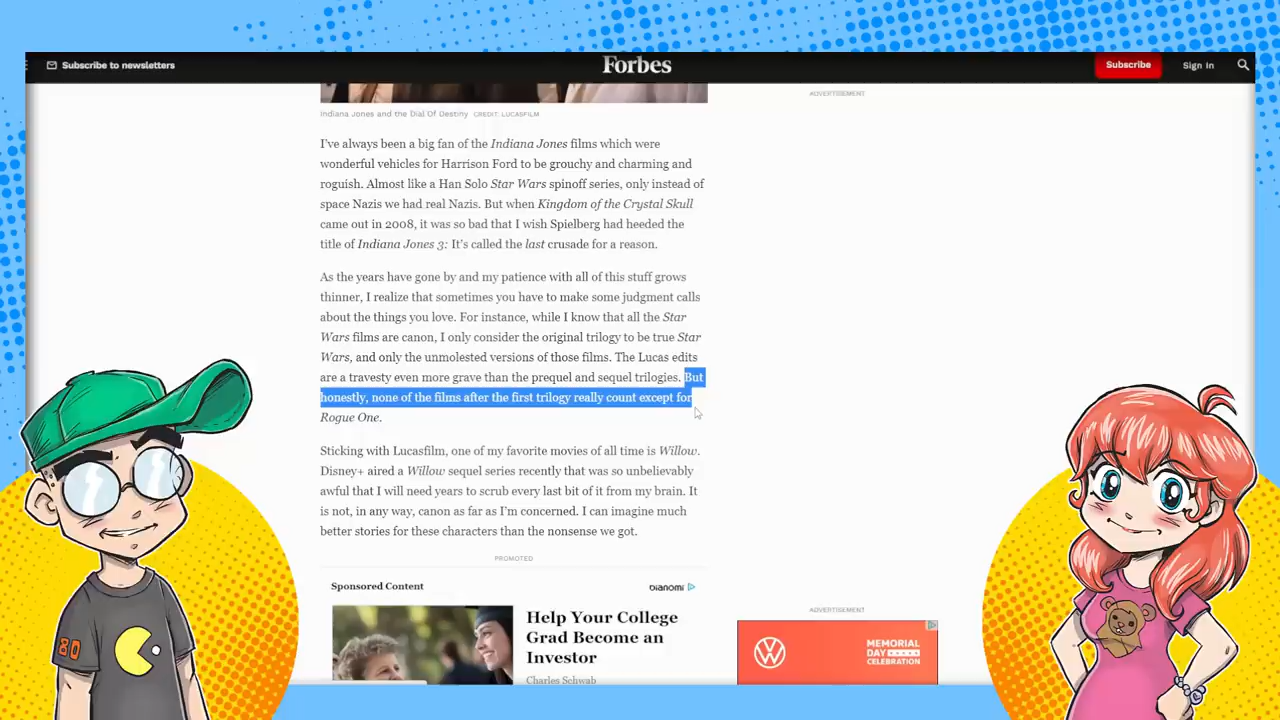 Subscribe to newsletters
Forbes
Subscribe
Sign In
ADVERTISEMENT
Indiana Jones and the Dial Of Destiny CREDIT: LUCASFILM
I've always been a big fan of the Indiana Jones films which were
wonderful vehicles for Harrison Ford to be grouchy and charming and
roguish. Almost like a Han Solo Star Wars spinoff series, only instead of
space Nazis we had real Nazis. But when Kingdom of the Crystal Skull
came out in 2008, it was so bad that I wish Spielberg had heeded the
title of Indiana Jones 3: It's called the last crusade for a reason.
As the years have gone by and my patience with all of this stuff grows
thinner, I realize that sometimes you have to make some judgment calls
about the things you love. For instance, while I know that all the Star
Wars films are canon, I only consider the original trilogy to be true Star
Wars, and only the unmolested versions of those films. The Lucas edits
are a travesty even more grave than the prequel and sequel trilogies. But
honestly, none of the films after the first trilogy really count except for
Rogue One.
Sticking with Lucasfilm, one of my favorite movies of all time is Willow.
Disney+ aired a Willow sequel series recently that was so unbelievably
awful that I will need years to scrub every last bit of it from my brain. It
is not, in any way, canon as far as I'm concerned. I can imagine much
better stories for these characters than the nonsense we got.
PROMOTED
Sponsored Content
DIANOMI
Help Your College
Grad Become an
Investor
Charles Schwab
ADVERTISEMENT
MEMORIAL
DAY
CELEBRATION
80